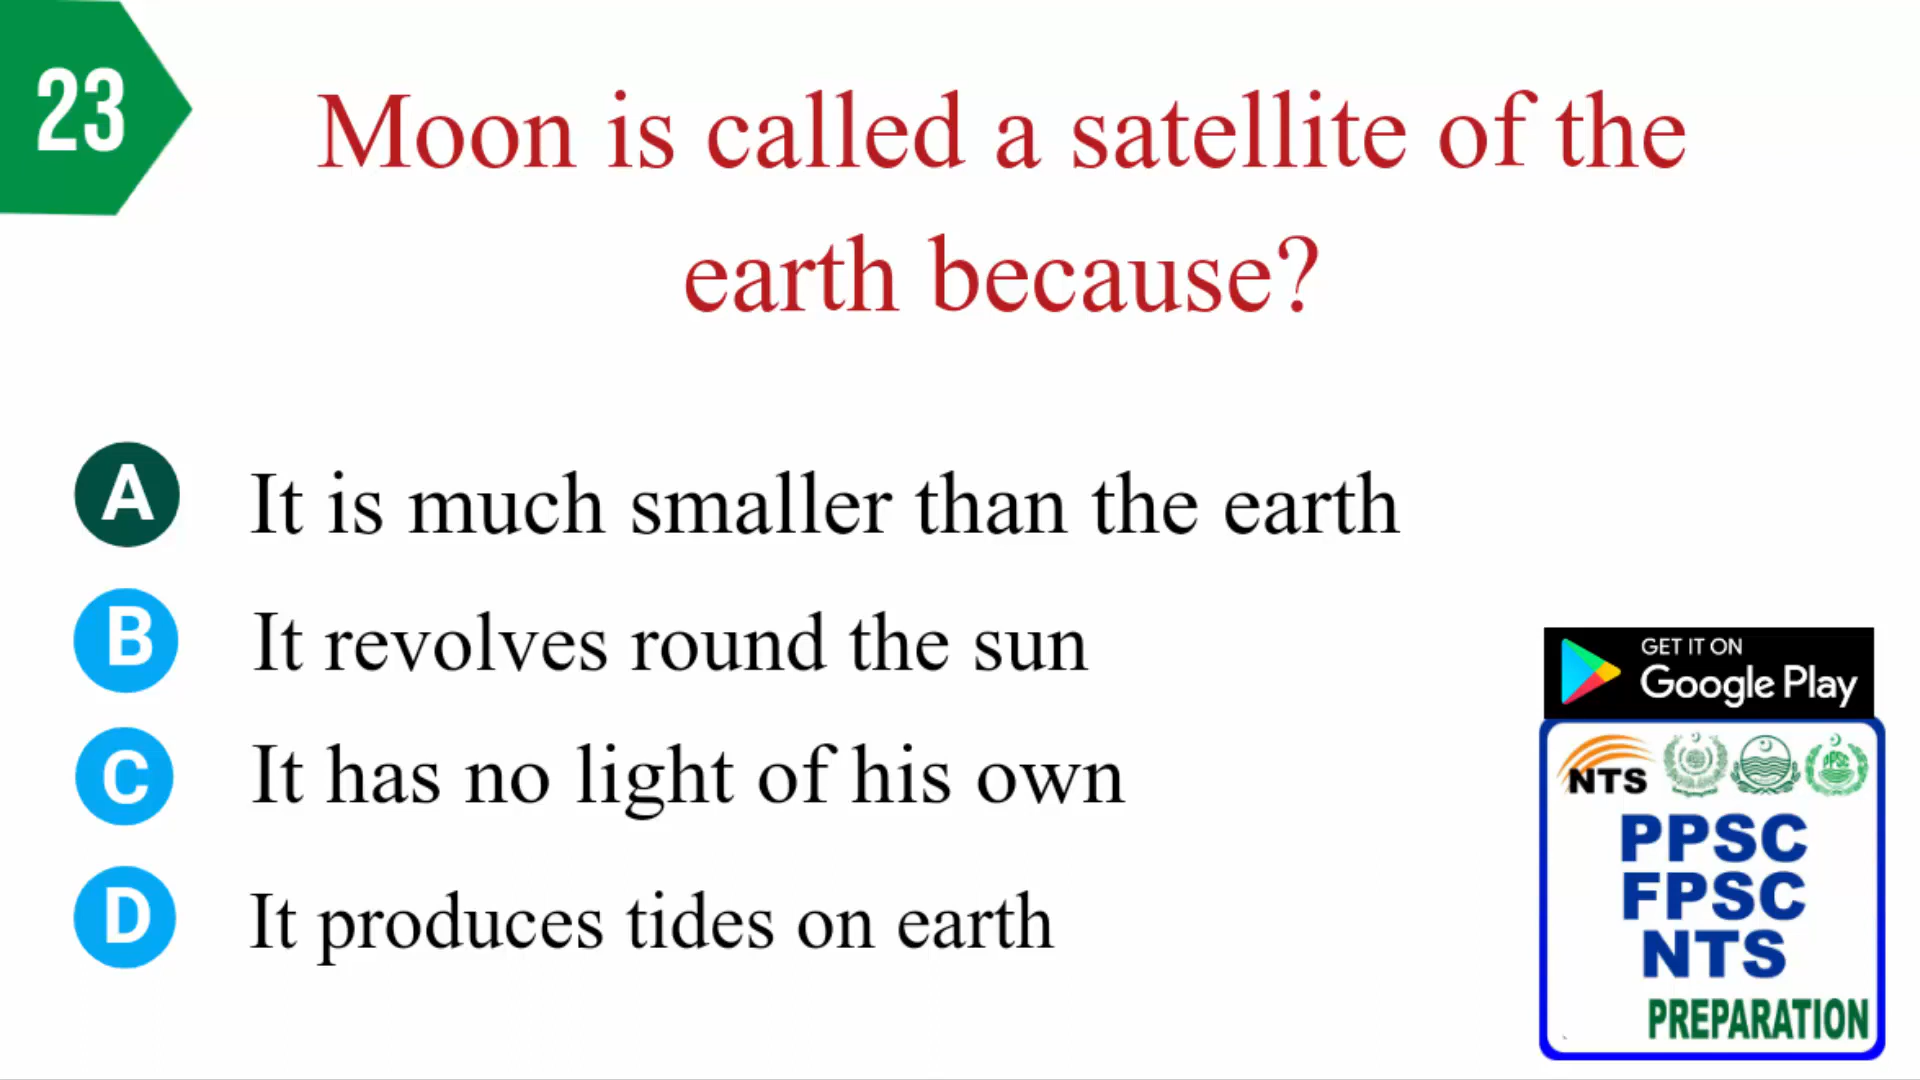 23
Moon is called a satellite of the
earth because?
A It is much smaller than the earth
B It revolves round the sun
C It has no light of his own
D It produces tides on earth
GET IT ON
Google Play
NTS PPSC
PPSC
FPSC
NTS
PREPARATION